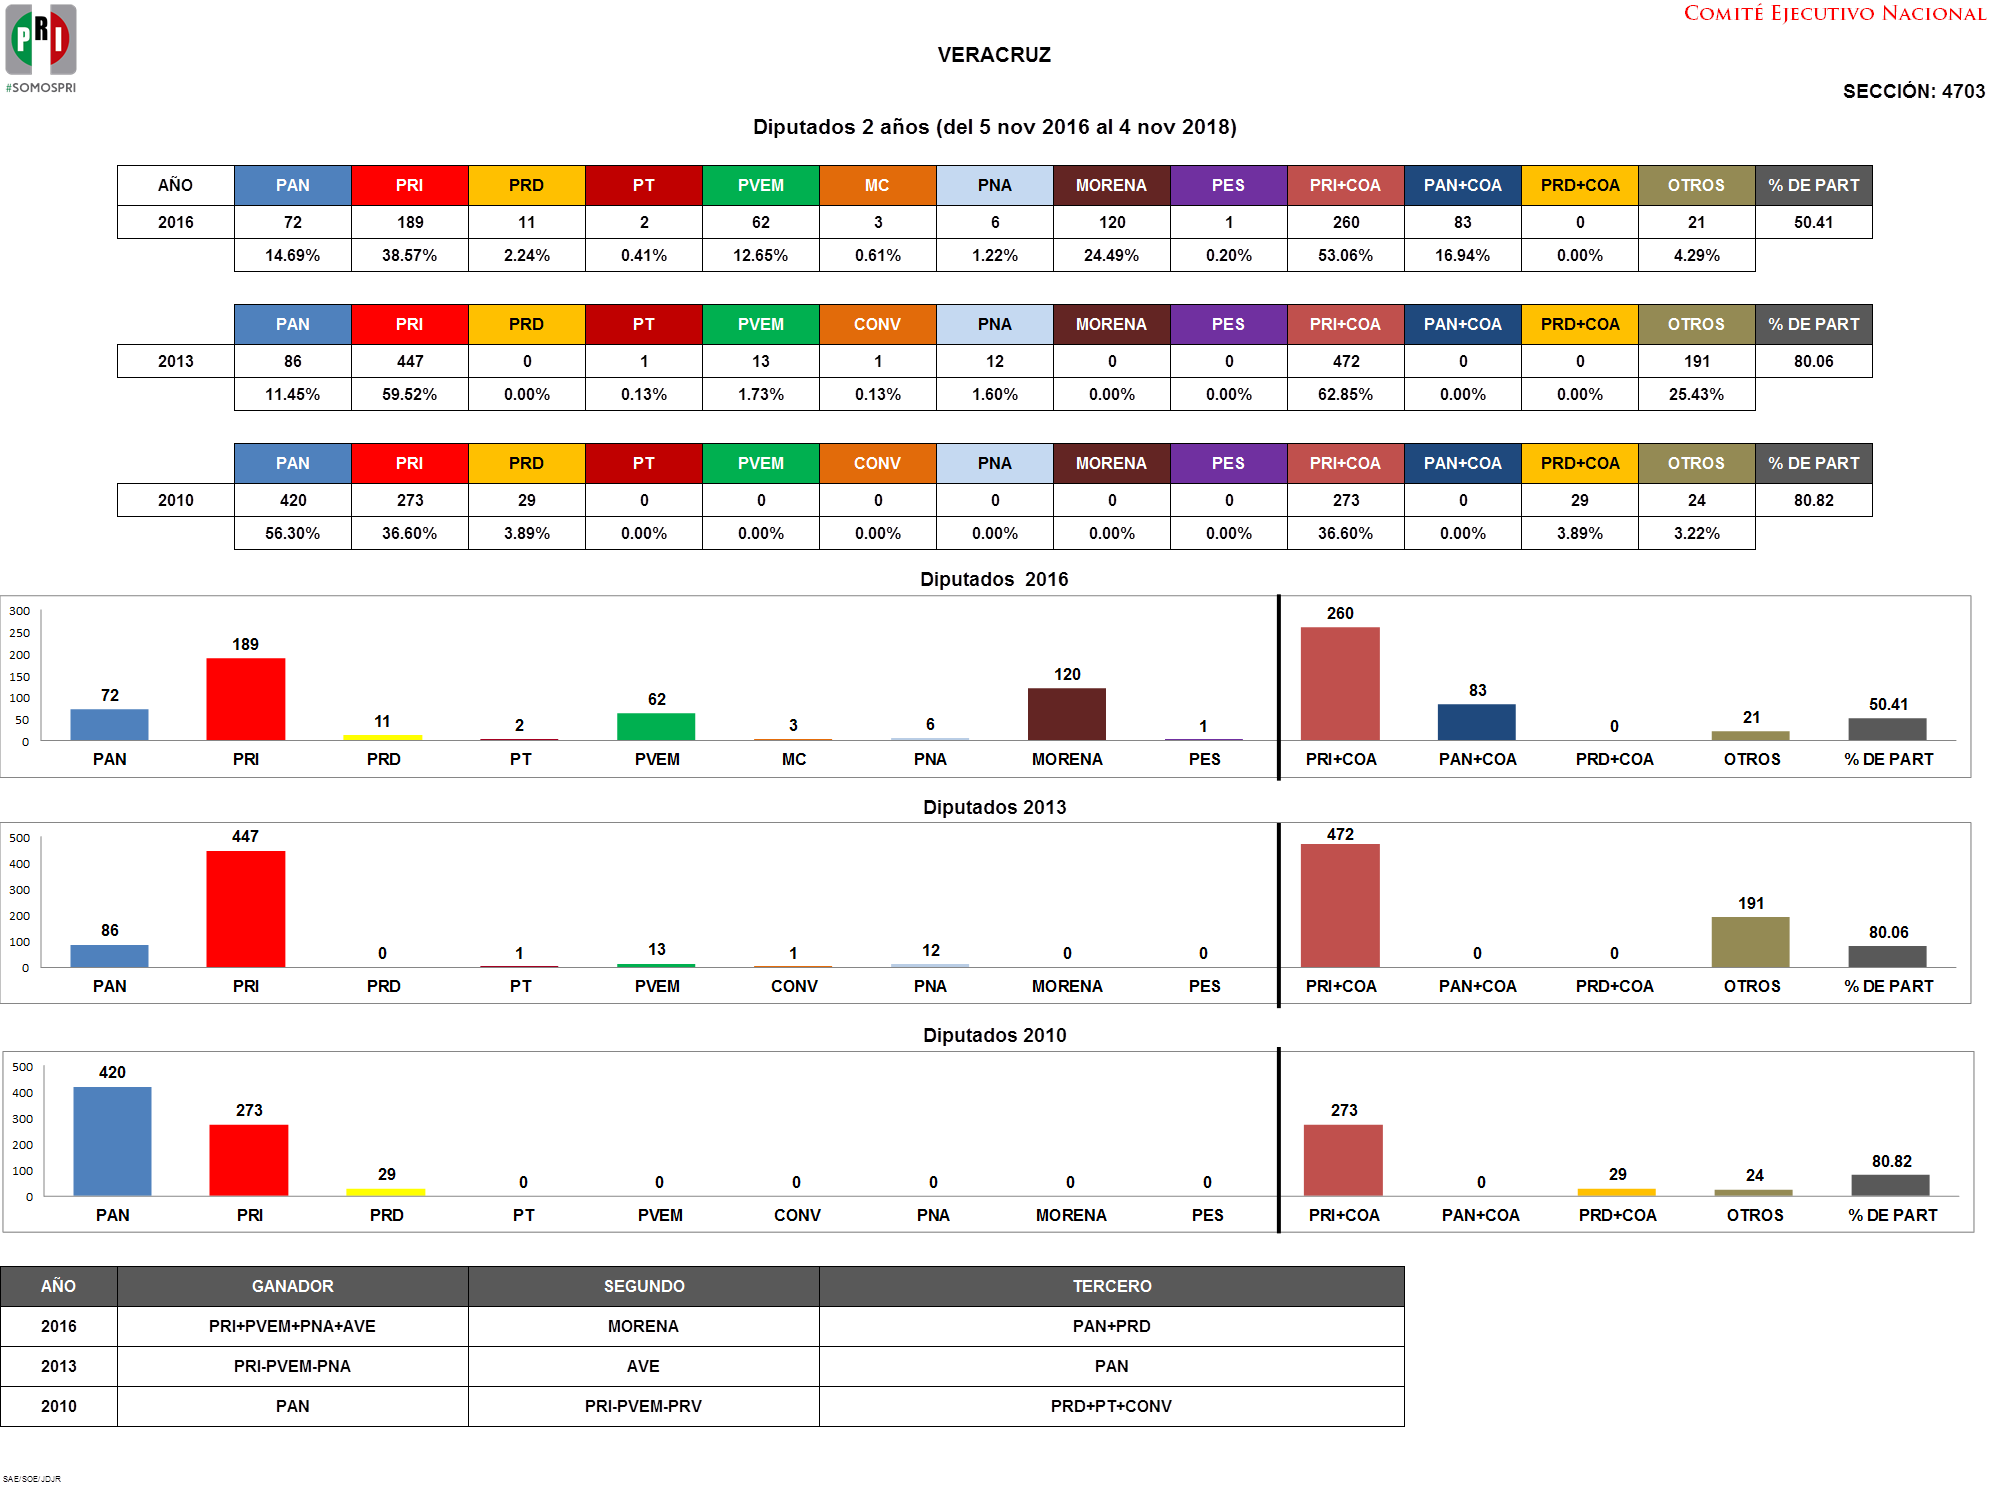 PRI
#SOMOSPRI
COMITÉ EJECUTIVO NACIONAL
VERACRUZ
SECCIÓN: 4703
Diputados 2 años (del 5 nov 2016 al 4 nov 2018)
AÑO PAN PRI PRD PT PVEM MC PNA MORENA PES PRI+COA PAN+COA PRD+COA OTROS % DE PART
2016 72 189 11 2 62 3 6 120 1 260 83 0 21 50.41
14.69% 38.57% 2.24% 0.41% 12.65% 0.61% 1.22% 24.49% 0.20% 53.06% 16.94% 0.00% 4.29%
PAN PRI PRD PT PVEM CONV PNA MORENA PES PRI+COA PAN+COA PRD+COA OTROS % DE PART
2013 86 447 0 1 13 1 12 0 0 472 0 0 191 80.06
11.45% 59.52% 0.00% 0.13% 1.73% 0.13% 1.60% 0.00% 0.00% 62.85% 0.00% 0.00% 25.43%
PAN PRI PRD PT PVEM CONV PNA MORENA PES PRI+COA PAN+COA PRD+COA OTROS % DE PART
2010 420 273 29 0 0 0 0 0 0 273 0 29 24 80.82
56.30% 36.60% 3.89% 0.00% 0.00% 0.00% 0.00% 0.00% 0.00% 36.60% 0.00% 3.89% 3.22%
Diputados 2016
300
250
200
150
100
50
0
72 189 11 2 62 3 6 120 1 260 83 0 21 50.41
PAN PRI PRD PT PVEM MC PNA MORENA PES PRI+COA PAN+COA PRD+COA OTROS % DE PART
Diputados 2013
500
400
300
200
100
0
86 447 0 1 13 1 12 0 0 472 0 0 191 80.06
PAN PRI PRD PT PVEM CONV PNA MORENA PES PRI+COA PAN+COA PRD+COA OTROS % DE PART
Diputados 2010
500
400
300
200
100
0
420 273 29 0 0 0 0 0 0 273 0 29 24 80.82
PAN PRI PRD PT PVEM CONV PNA MORENA PES PRI+COA PAN+COA PRD+COA OTROS % DE PART
AÑO GANADOR SEGUNDO TERCERO
2016 PRI+PVEM+PNA+AVE MORENA PAN+PRD
2013 PRI-PVEM-PNA AVE PAN
2010 PAN PRI-PVEM-PRV PRD+PT+CONV
SAE/SOE/JDJR